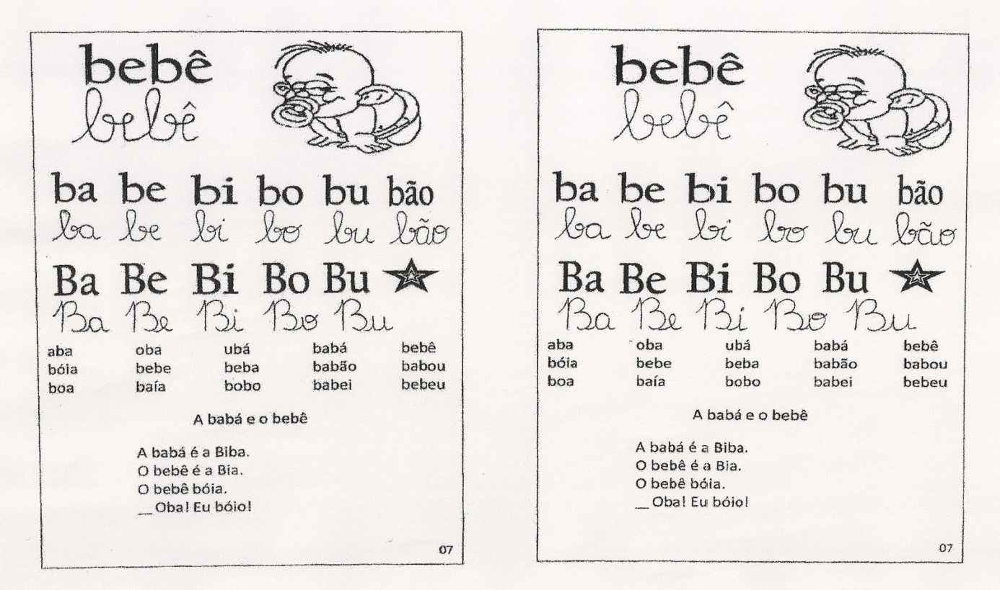 bebê
bebê
ba be bi bo bu bão
ba be bi bo bu bão
Ba Be Bi Bo Bu
Ba Be Bi Bo Bu
aba oba ubá babá bebê
bóia bebe beba babão babou
boa baía bobo babei bebeu
A babá e o bebê
A babá é a Biba.
O bebê é a Bia.
O bebê bóia.
__ Oba! Eu bóio!
07
bebê
bebê
ba be bi bo bu bão
ba be bi bo bu bão
Ba Be Bi Bo Bu
Ba Be Bi Bo Bu
aba oba ubá babá bebê
bóia bebe beba babão babou
boa baía bobo babei bebeu
A babá e o bebê
A babá é a Biba.
O bebê é a Bia.
O bebê bóia.
__ Oba! Eu bóio!
07